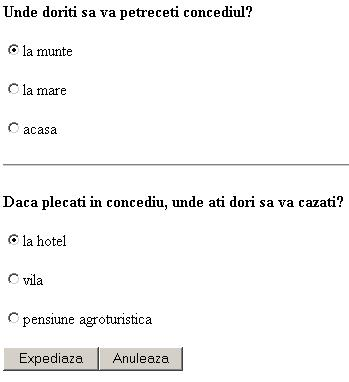 Unde doriti sa va petreceti concediul?
la munte
la mare
acasa
Daca plecati in concediu, unde ati dori sa va cazati?
la hotel
vila
pensiune agroturistica
Expediaza Anuleaza